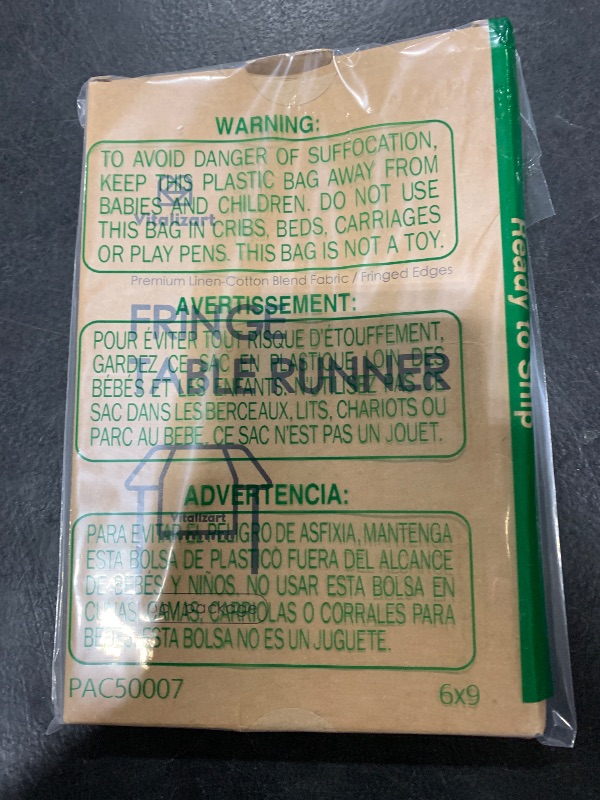 WARNING:
TO AVOID DANGER OF SUFFOCATION,
KEEP THIS PLASTIC BAG AWAY FROM
BABIES AND CHILDREN. DO NOT USE
THIS BAG IN CRIBS, BEDS, CARRIAGES
OR PLAY PENS. THIS BAG IS NOT A TOY.
Vitalizart
Premium Linen-Cotton Blend Fabric / Fringed Edges
FRINGE
TABLE RUNNER
AVERTISSEMENT:
POUR ÉVITER TOUT RISQUE D'ÉTOUFFEMENT,
GARDEZ CE SAC EN PLASTIQUE LOIN DES
BÉBÉS ET LES ENFANTS. N'UTILISEZ PAS CE
SAC DANS LES BERCEAUX, LITS, CHARIOTS OU
PARC AU BEBE. CE SAC N'EST PAS UN JOUET.
ADVERTENCIA:
PARA EVITAR EL PELIGRO DE ASFIXIA, MANTENGA
ESTA BOLSA DE PLASTICO FUERA DEL ALCANCE
DE BEBÉS Y NIÑOS. NO USAR ESTA BOLSA EN
CUNAS, CAMAS, CARRIOLAS O CORRALES PARA
BEBES. ESTA BOLSA NO ES UN JUGUETE.
Vitalizart
package
PAC50007
6x9
Ready to Ship